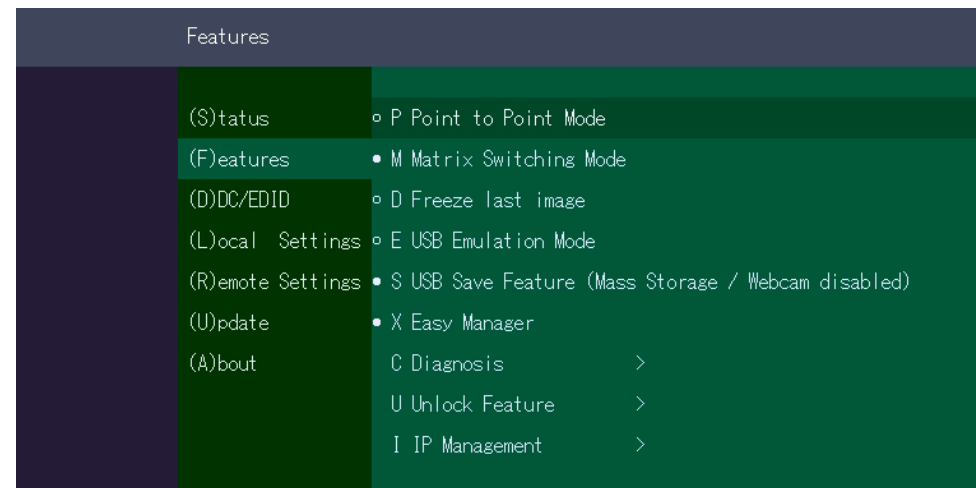 Features
(S)tatus
(F)eatures
(D)DC/EDID
(L)ocal Settings
(R)emote Settings
(U)pdate
(A)bout
○ P Point to Point Mode
● M Matrix Switching Mode
○ D Freeze last image
○ E USB Emulation Mode
● S USB Save Feature (Mass Storage / Webcam disabled)
● X Easy Manager
C Diagnosis >
U Unlock Feature >
I IP Management >